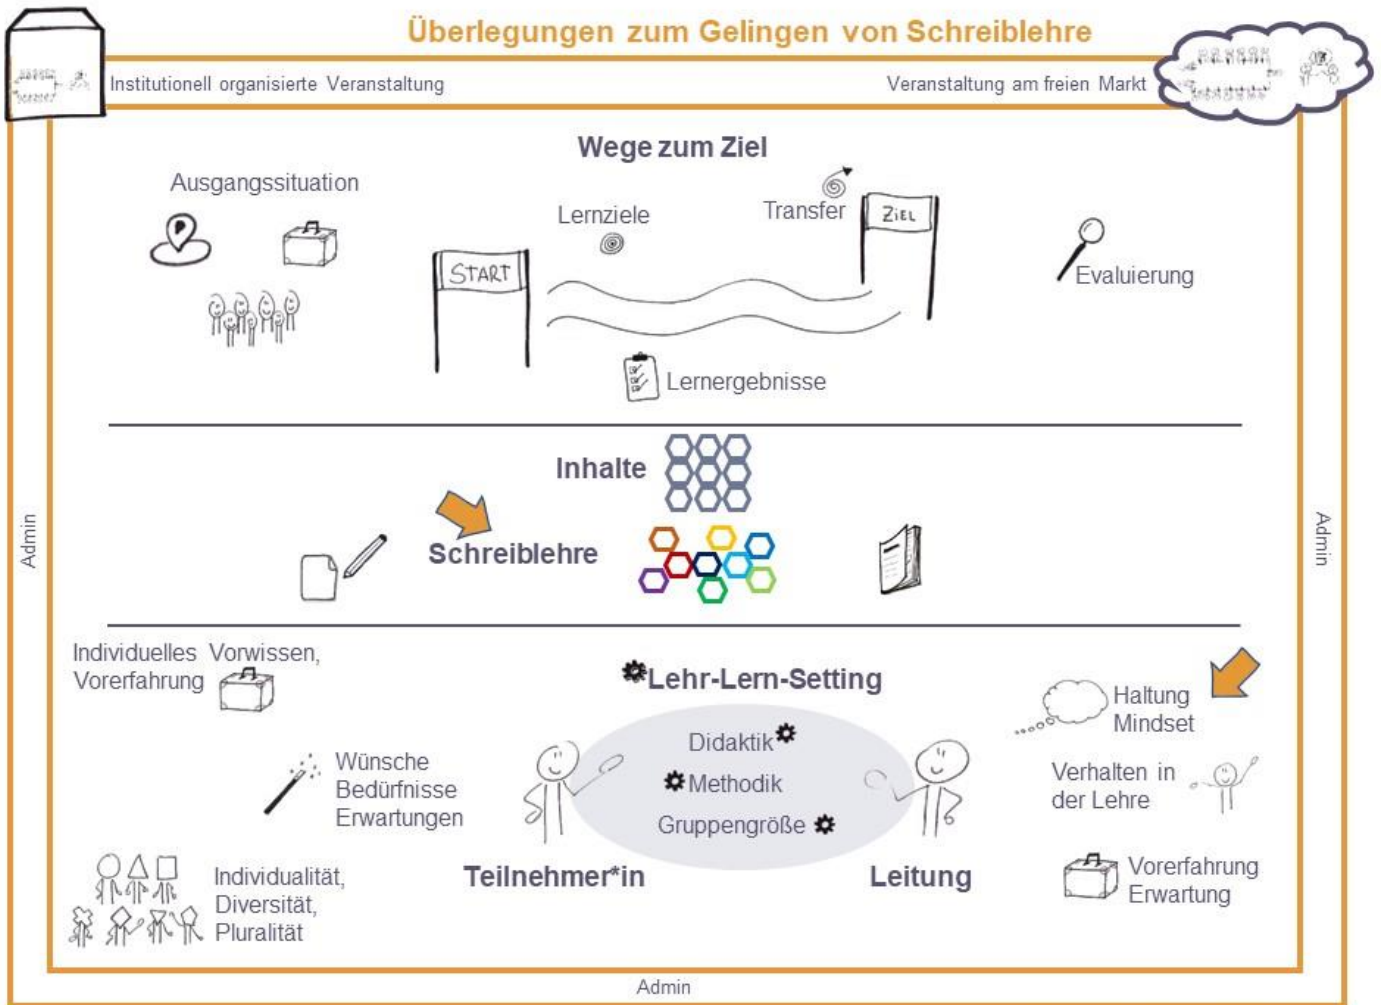 Überlegungen zum Gelingen von Schreiblehre
Institutionell organisierte Veranstaltung
Veranstaltung am freien Markt
Wege zum Ziel
Ausgangssituation
Lernziele
Transfer
ZIEL
START
Evaluierung
Lernergebnisse
Inhalte
Schreiblehre
Admin
Admin
Individuelles Vorwissen,
Vorerfahrung
Lehr-Lern-Setting
Didaktik
Methodik
Gruppengröße
Haltung
Mindset
Wünsche
Bedürfnisse
Erwartungen
Verhalten in
der Lehre
Teilnehmer*in
Leitung
Vorerfahrung
Erwartung
Individualität,
Diversität,
Pluralität
Admin